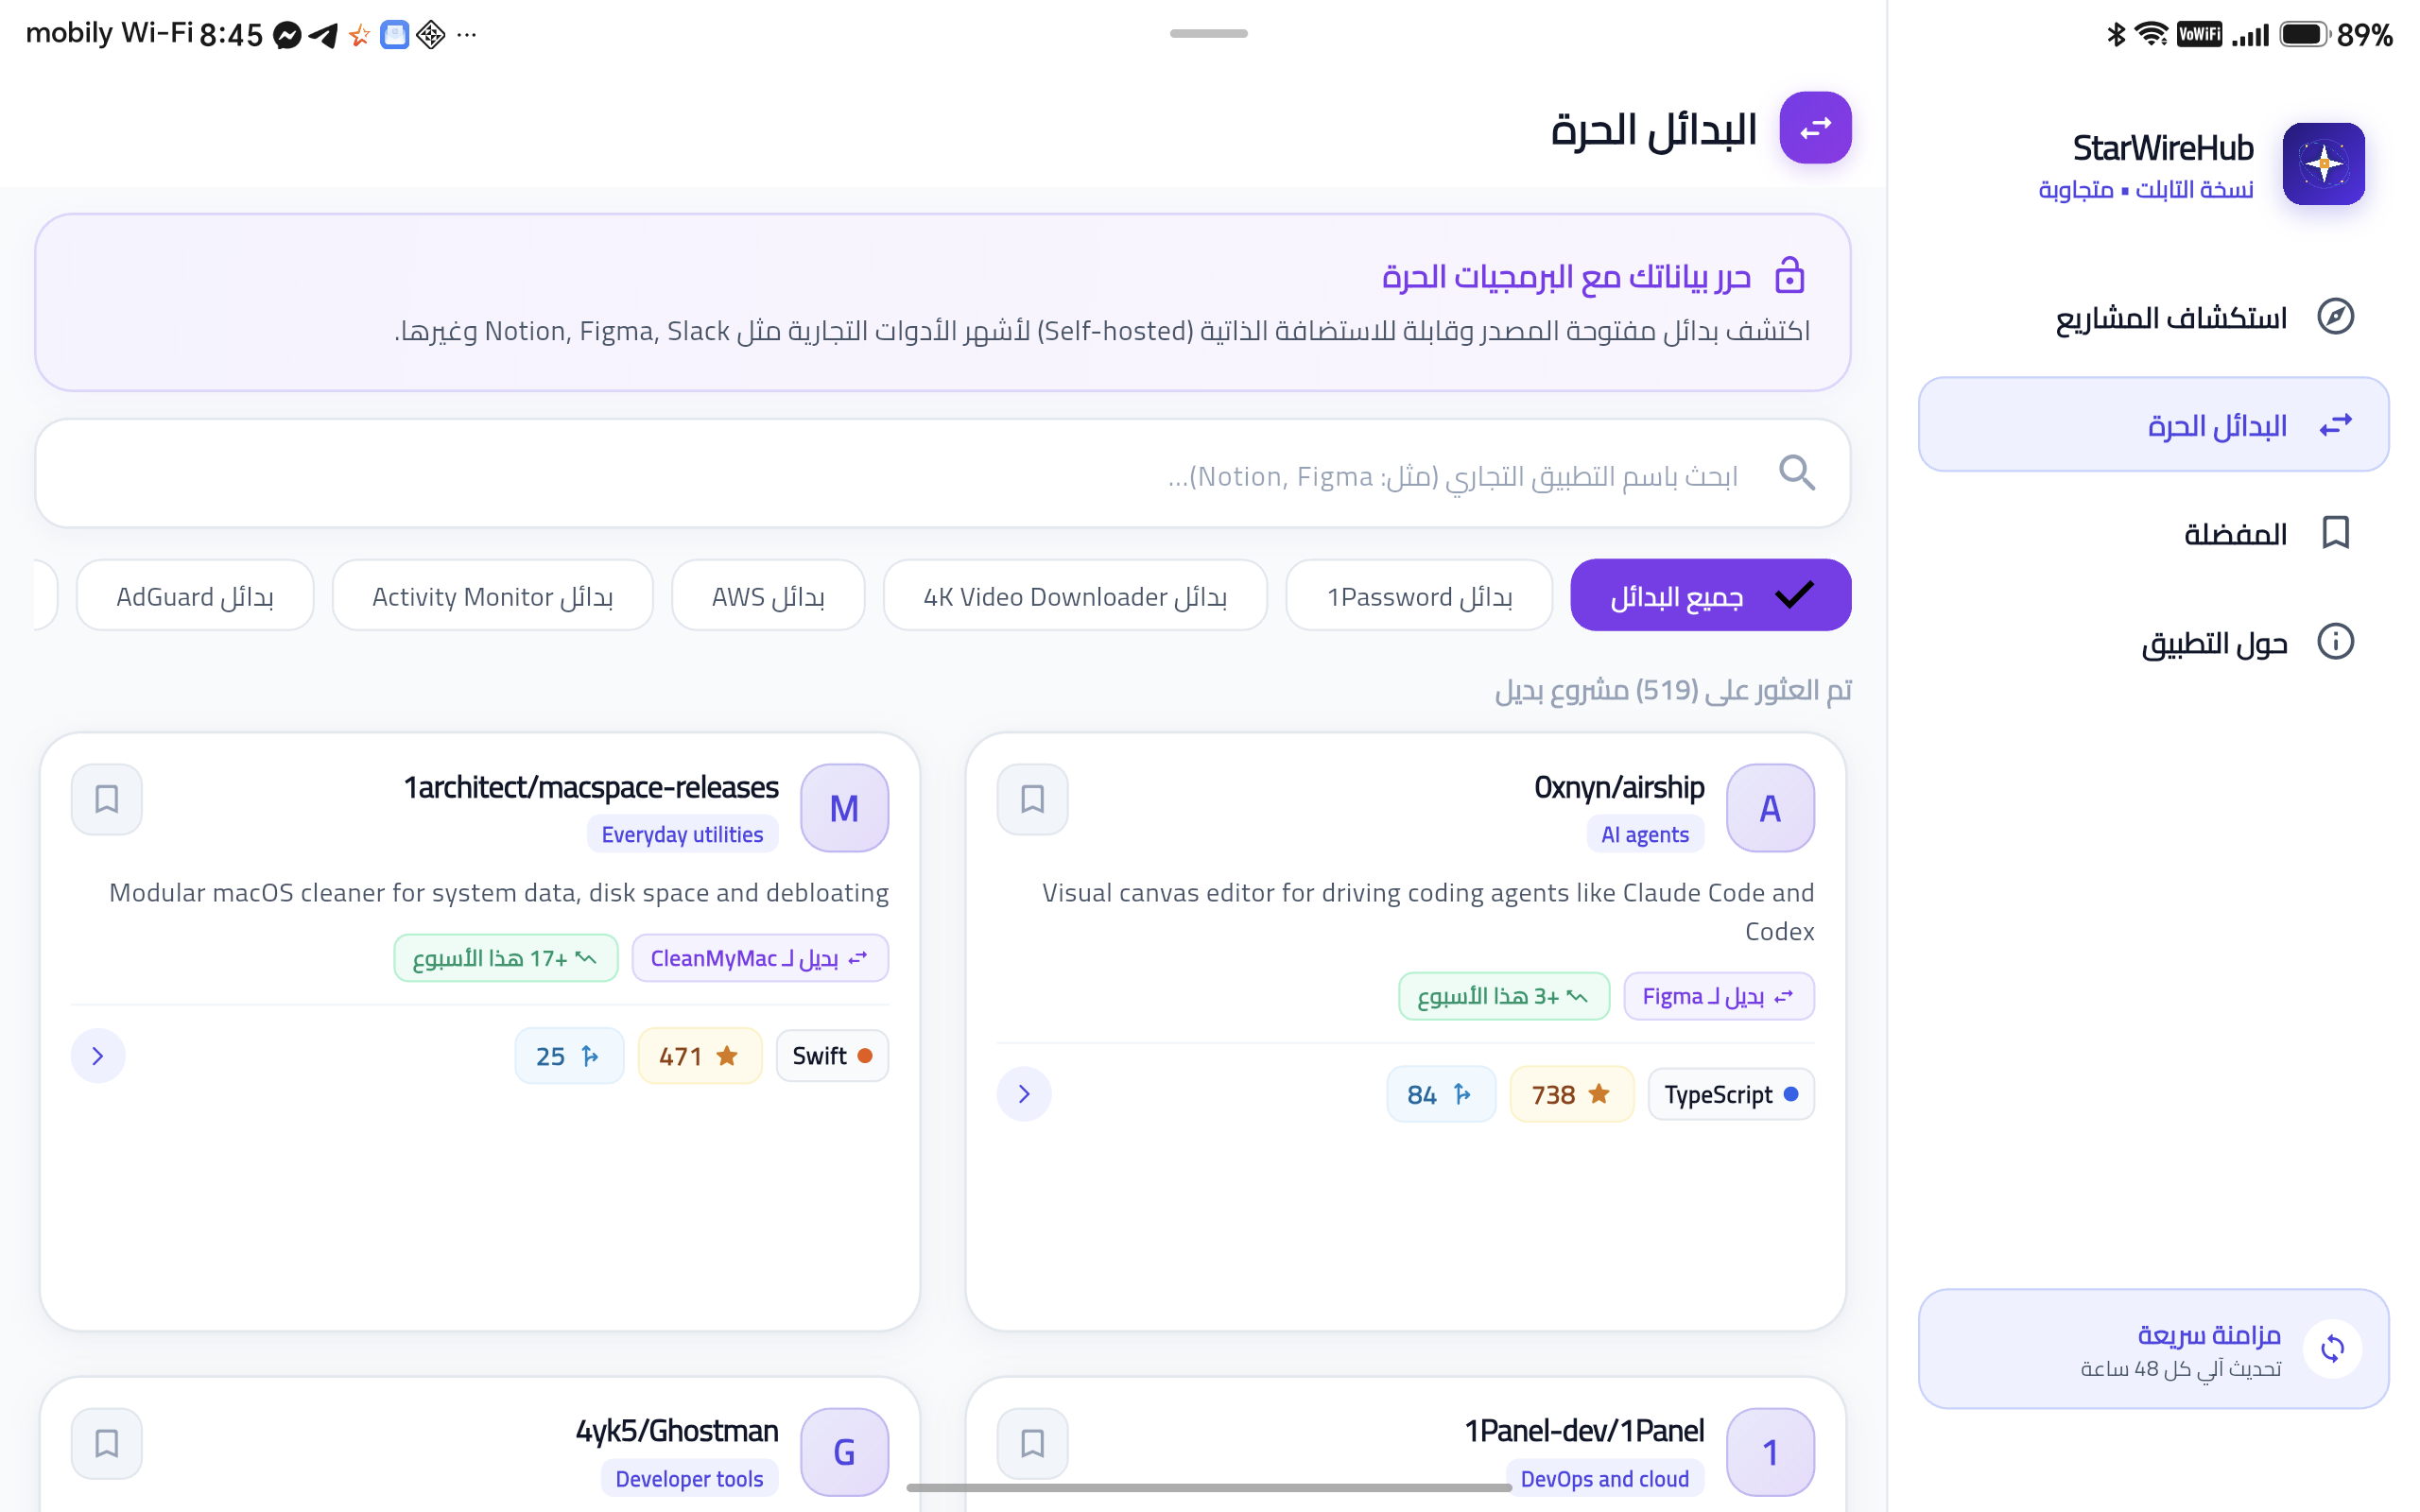 mobily Wi-Fi 8:45
VoWiFi 89%
StarWireHub
نسخة التابلت • متجاوبة
استكشاف المشاريع
البدائل الحرة
المفضلة
حول التطبيق
مزامنة سريعة
تحديث آلي كل 48 ساعة
البدائل الحرة
حرر بياناتك مع البرمجيات الحرة
اكتشف بدائل مفتوحة المصدر وقابلة للاستضافة الذاتية (Self-hosted) لأشهر الأدوات التجارية مثل Notion, Figma, Slack وغيرها.
ابحث باسم التطبيق التجاري (مثل: Notion, Figma)...
جميع البدائل
بدائل 1Password
بدائل 4K Video Downloader
بدائل AWS
بدائل Activity Monitor
بدائل AdGuard
تم العثور على (519) مشروع بديل
A
0xnyn/airship
AI agents
Visual canvas editor for driving coding agents like Claude Code and
Codex
بديل لـ Figma
+3 هذا الأسبوع
TypeScript
738
84
M
1architect/macspace-releases
Everyday utilities
Modular macOS cleaner for system data, disk space and debloating
بديل لـ CleanMyMac
+17 هذا الأسبوع
Swift
471
25
1
1Panel-dev/1Panel
DevOps and cloud
G
4yk5/Ghostman
Developer tools